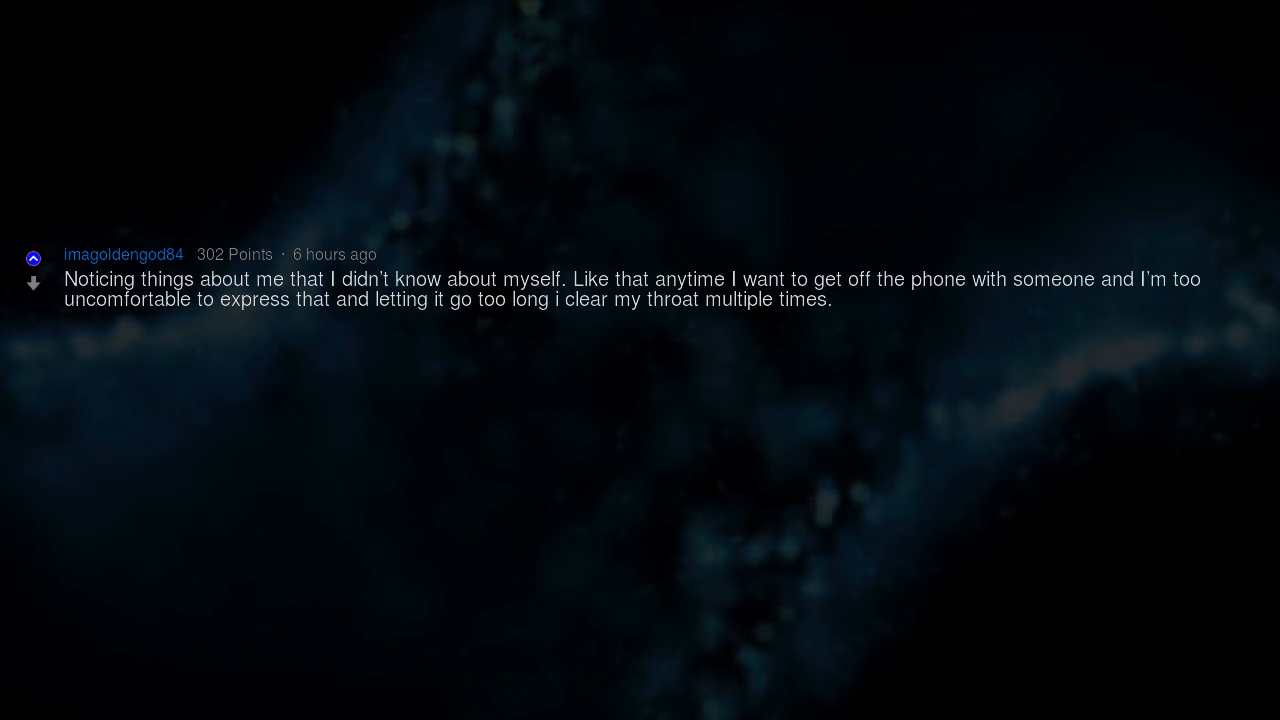 imagoldengod84 302 Points · 6 hours ago
Noticing things about me that I didn't know about myself. Like that anytime I want to get off the phone with someone and I'm too
uncomfortable to express that and letting it go too long i clear my throat multiple times.